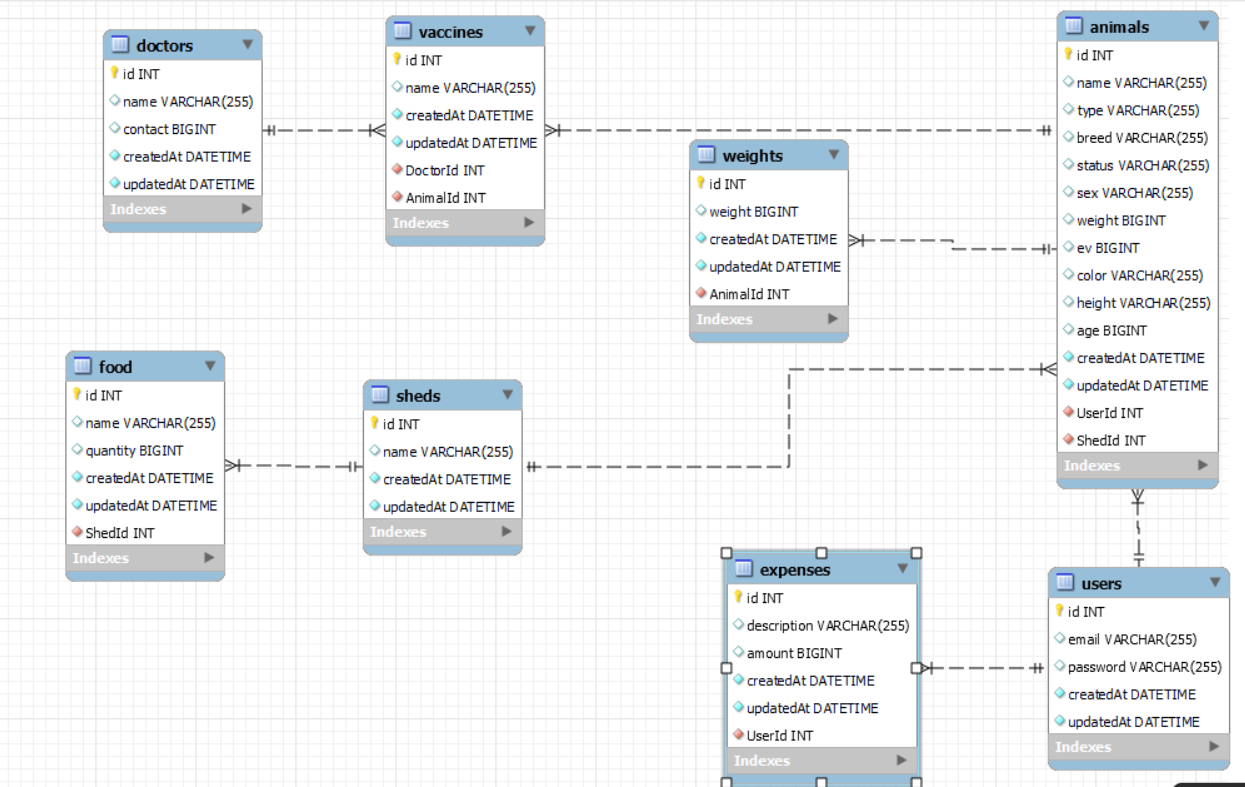 doctors
id INT
name VARCHAR(255)
contact BIGINT
createdAt DATETIME
updatedAt DATETIME
Indexes
vaccines
id INT
name VARCHAR(255)
createdAt DATETIME
updatedAt DATETIME
DoctorId INT
AnimalId INT
Indexes
weights
id INT
weight BIGINT
createdAt DATETIME
updatedAt DATETIME
AnimalId INT
Indexes
animals
id INT
name VARCHAR(255)
type VARCHAR(255)
breed VARCHAR(255)
status VARCHAR(255)
sex VARCHAR(255)
weight BIGINT
ev BIGINT
color VARCHAR(255)
height VARCHAR(255)
age BIGINT
createdAt DATETIME
updatedAt DATETIME
UserId INT
ShedId INT
Indexes
food
id INT
name VARCHAR(255)
quantity BIGINT
createdAt DATETIME
updatedAt DATETIME
ShedId INT
Indexes
sheds
id INT
name VARCHAR(255)
createdAt DATETIME
updatedAt DATETIME
Indexes
expenses
id INT
description VARCHAR(255)
amount BIGINT
createdAt DATETIME
updatedAt DATETIME
UserId INT
Indexes
users
id INT
email VARCHAR(255)
password VARCHAR(255)
createdAt DATETIME
updatedAt DATETIME
Indexes